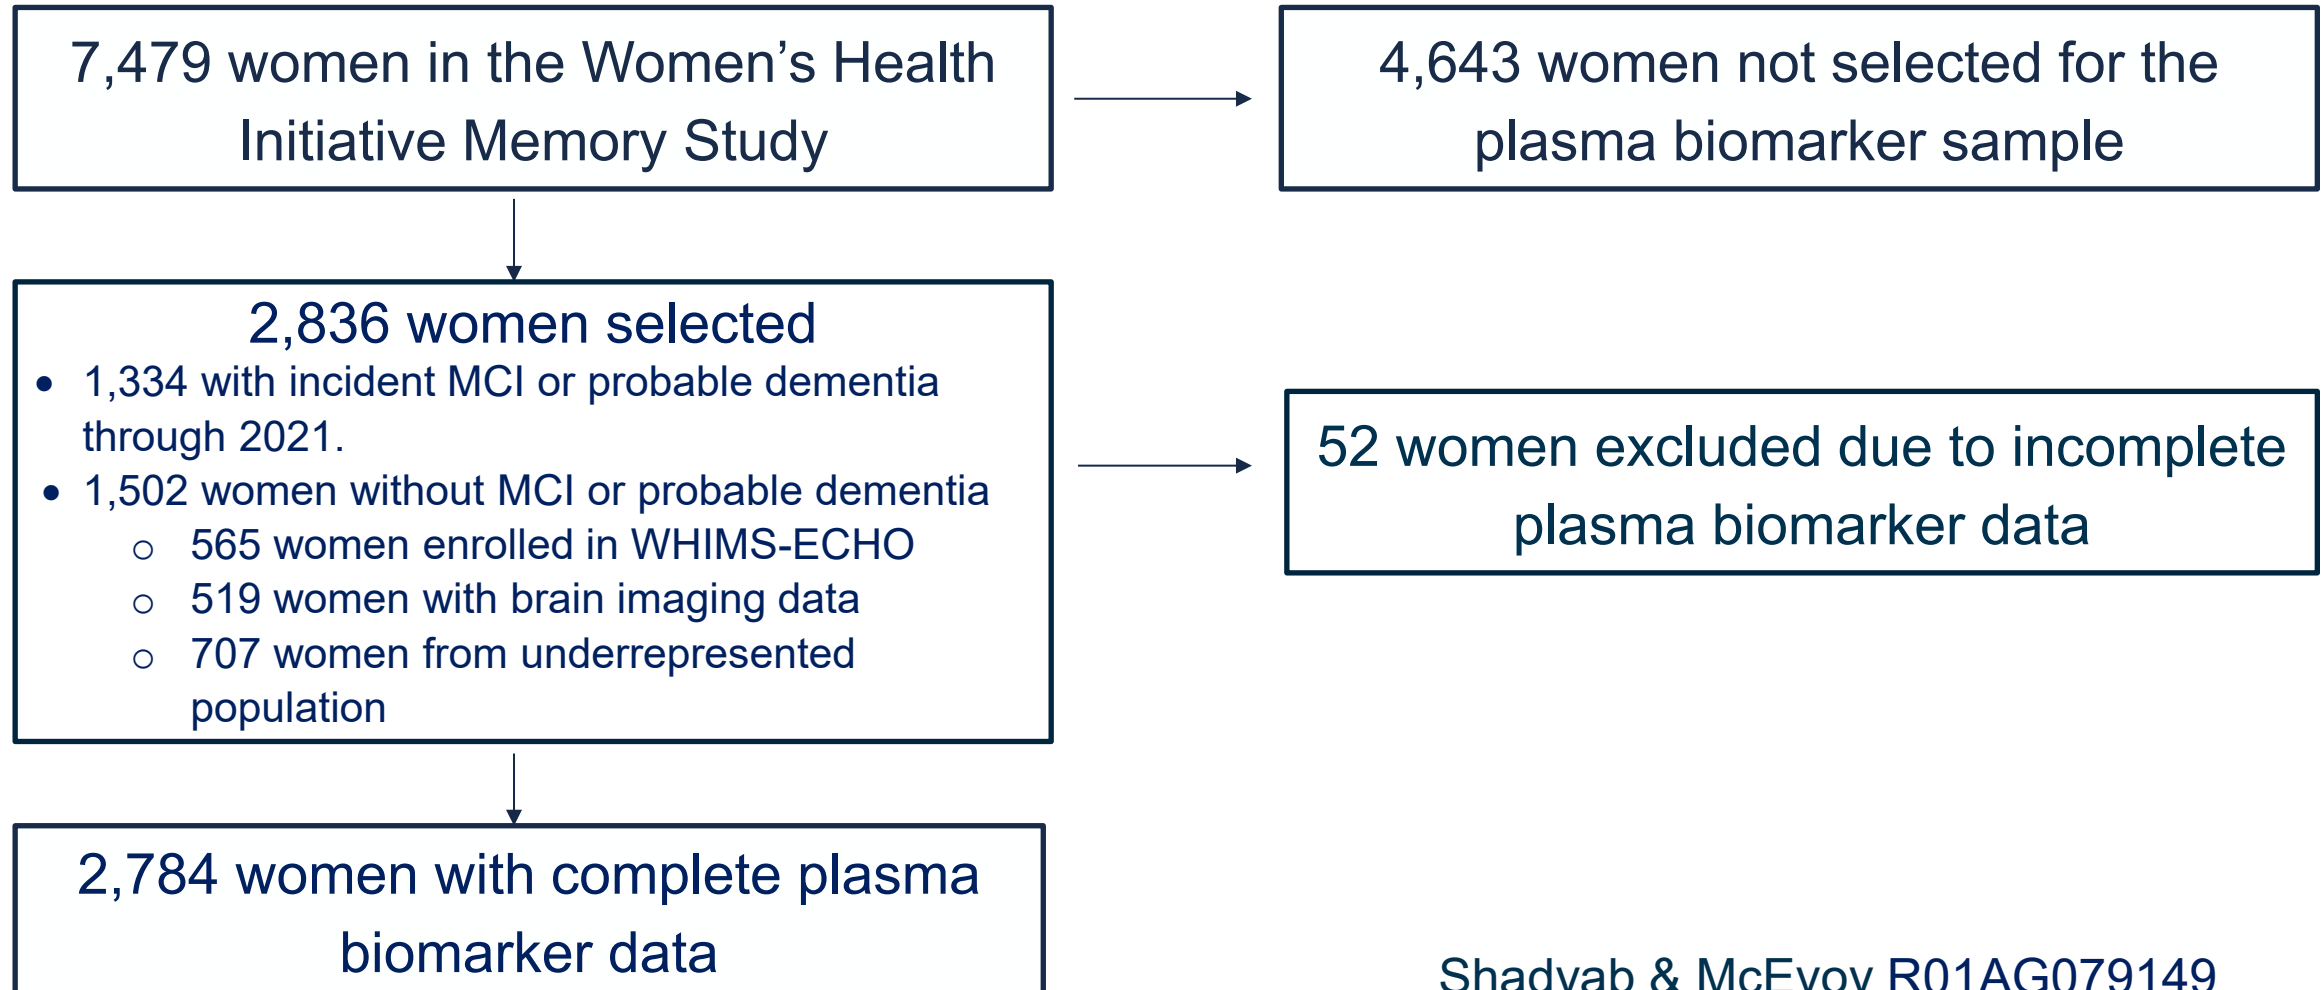 7,479 women in the Women’s Health
Initiative Memory Study
4,643 women not selected for the
plasma biomarker sample
2,836 women selected
• 1,334 with incident MCI or probable dementia
through 2021.
• 1,502 women without MCI or probable dementia
○ 565 women enrolled in WHIMS-ECHO
○ 519 women with brain imaging data
○ 707 women from underrepresented
population
52 women excluded due to incomplete
plasma biomarker data
2,784 women with complete plasma
biomarker data
Shadyab & McEvoy R01AG079149